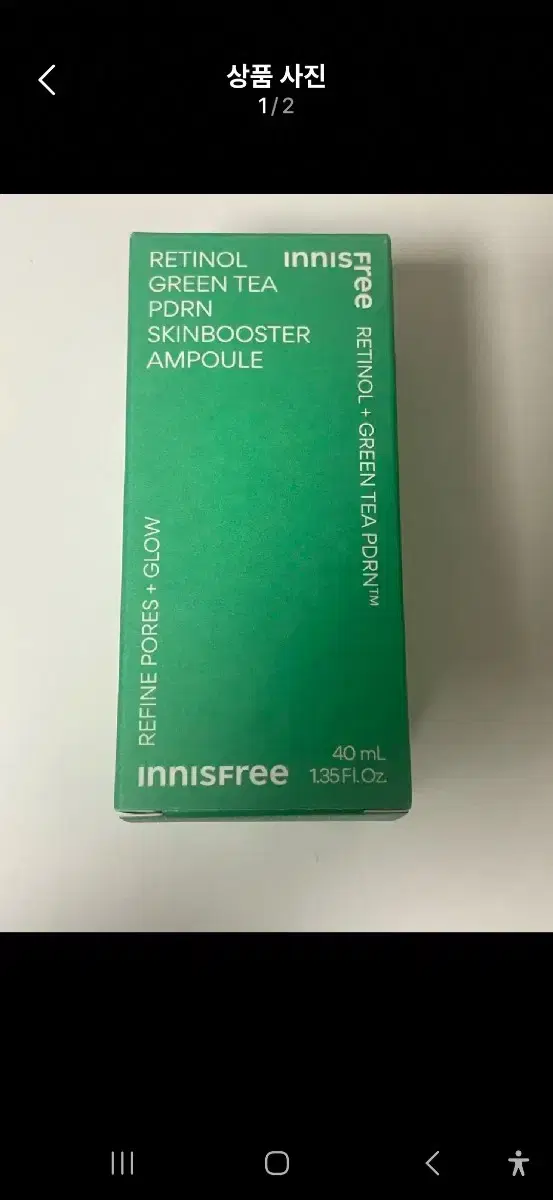 상품 사진
1/2
RETINOL
GREEN TEA
PDRN
SKINBOOSTER
AMPOULE
INNISFree
RETINOL + GREEN TEA PDRN™
REFINE PORES + GLOW
INNISFree
40 mL
1.35 Fl.Oz.